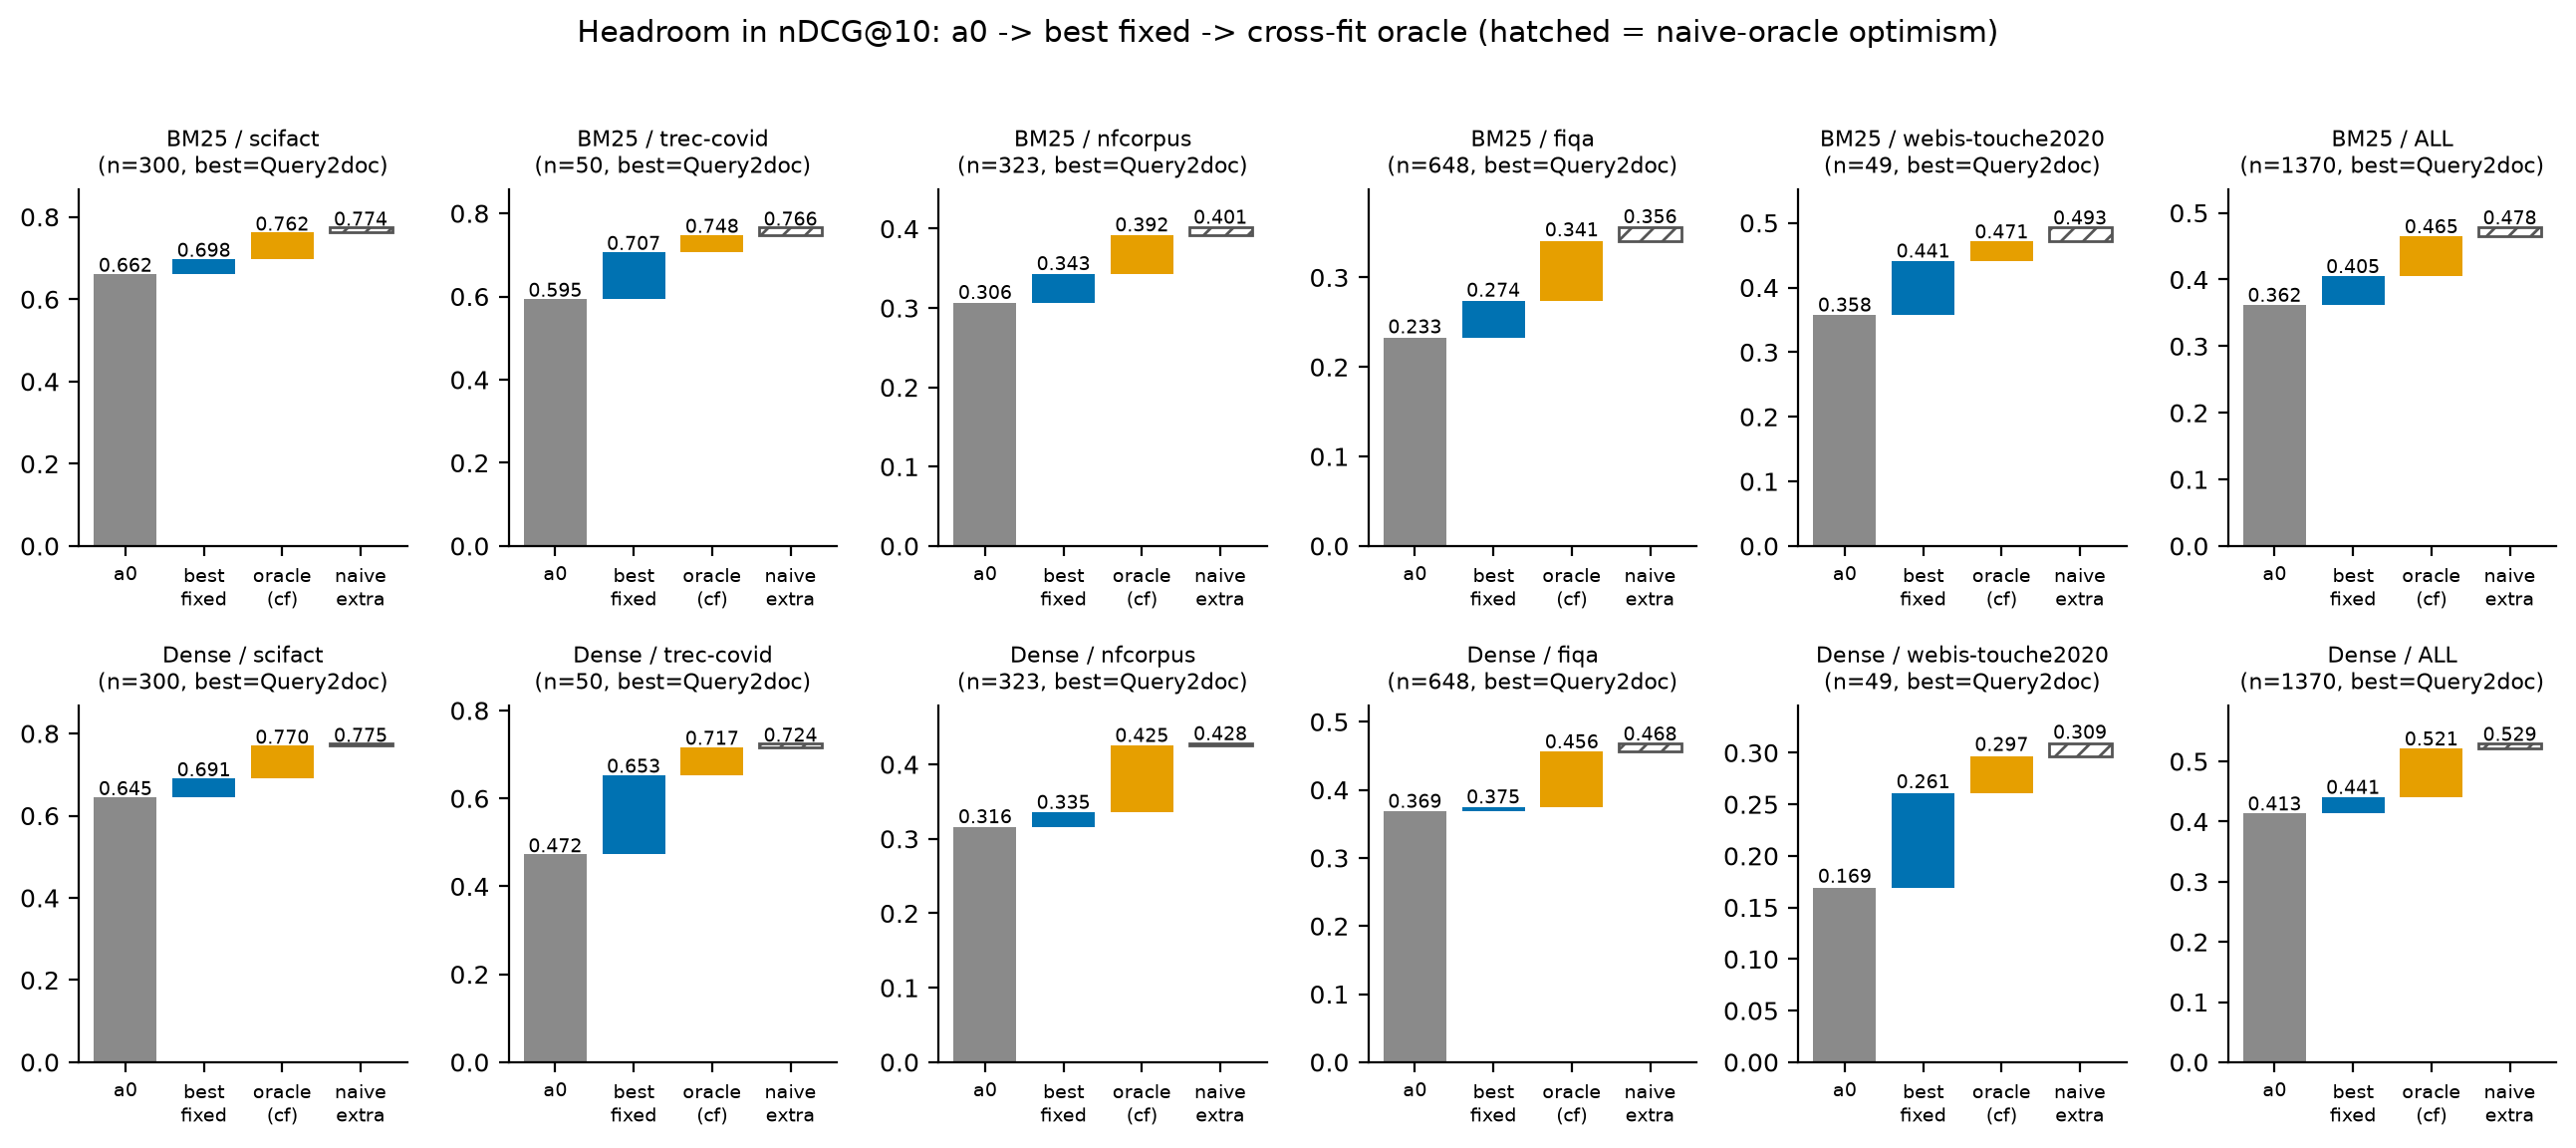 Headroom in nDCG@10: a0 -> best fixed -> cross-fit oracle (hatched = naive-oracle optimism)
BM25 / scifact
(n=300, best=Query2doc)
0.8
0.6
0.4
0.2
0.0
0.662
0.698
0.762
0.774
a0
best
fixed
oracle
(cf)
naive
extra
BM25 / trec-covid
(n=50, best=Query2doc)
0.8
0.6
0.4
0.2
0.0
0.595
0.707
0.748
0.766
a0
best
fixed
oracle
(cf)
naive
extra
BM25 / nfcorpus
(n=323, best=Query2doc)
0.4
0.3
0.2
0.1
0.0
0.306
0.343
0.392
0.401
a0
best
fixed
oracle
(cf)
naive
extra
BM25 / fiqa
(n=648, best=Query2doc)
0.3
0.2
0.1
0.0
0.233
0.274
0.341
0.356
a0
best
fixed
oracle
(cf)
naive
extra
BM25 / webis-touche2020
(n=49, best=Query2doc)
0.5
0.4
0.3
0.2
0.1
0.0
0.358
0.441
0.471
0.493
a0
best
fixed
oracle
(cf)
naive
extra
BM25 / ALL
(n=1370, best=Query2doc)
0.5
0.4
0.3
0.2
0.1
0.0
0.362
0.405
0.465
0.478
a0
best
fixed
oracle
(cf)
naive
extra
Dense / scifact
(n=300, best=Query2doc)
0.8
0.6
0.4
0.2
0.0
0.645
0.691
0.770
0.775
a0
best
fixed
oracle
(cf)
naive
extra
Dense / trec-covid
(n=50, best=Query2doc)
0.8
0.6
0.4
0.2
0.0
0.472
0.653
0.717
0.724
a0
best
fixed
oracle
(cf)
naive
extra
Dense / nfcorpus
(n=323, best=Query2doc)
0.4
0.3
0.2
0.1
0.0
0.316
0.335
0.425
0.428
a0
best
fixed
oracle
(cf)
naive
extra
Dense / fiqa
(n=648, best=Query2doc)
0.5
0.4
0.3
0.2
0.1
0.0
0.369
0.375
0.456
0.468
a0
best
fixed
oracle
(cf)
naive
extra
Dense / webis-touche2020
(n=49, best=Query2doc)
0.30
0.25
0.20
0.15
0.10
0.05
0.00
0.169
0.261
0.297
0.309
a0
best
fixed
oracle
(cf)
naive
extra
Dense / ALL
(n=1370, best=Query2doc)
0.5
0.4
0.3
0.2
0.1
0.0
0.413
0.441
0.521
0.529
a0
best
fixed
oracle
(cf)
naive
extra